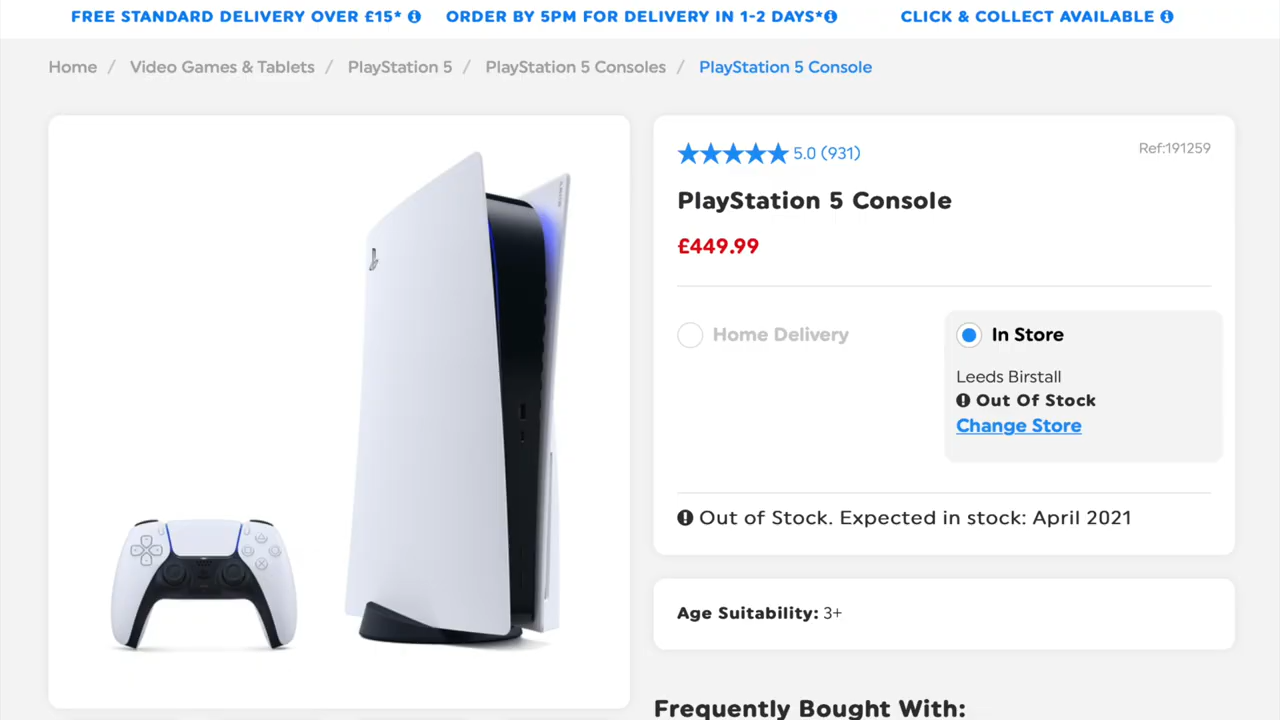 FREE STANDARD DELIVERY OVER £15*
ORDER BY 5PM FOR DELIVERY IN 1-2 DAYS*
CLICK & COLLECT AVAILABLE
Home / Video Games & Tablets / PlayStation 5 / PlayStation 5 Consoles / PlayStation 5 Console
5.0 (931)
Ref:191259
PlayStation 5 Console
£449.99
Home Delivery
In Store
Leeds Birstall
Out Of Stock
Change Store
Out of Stock. Expected in stock: April 2021
Age Suitability: 3+
Frequently Bought With: